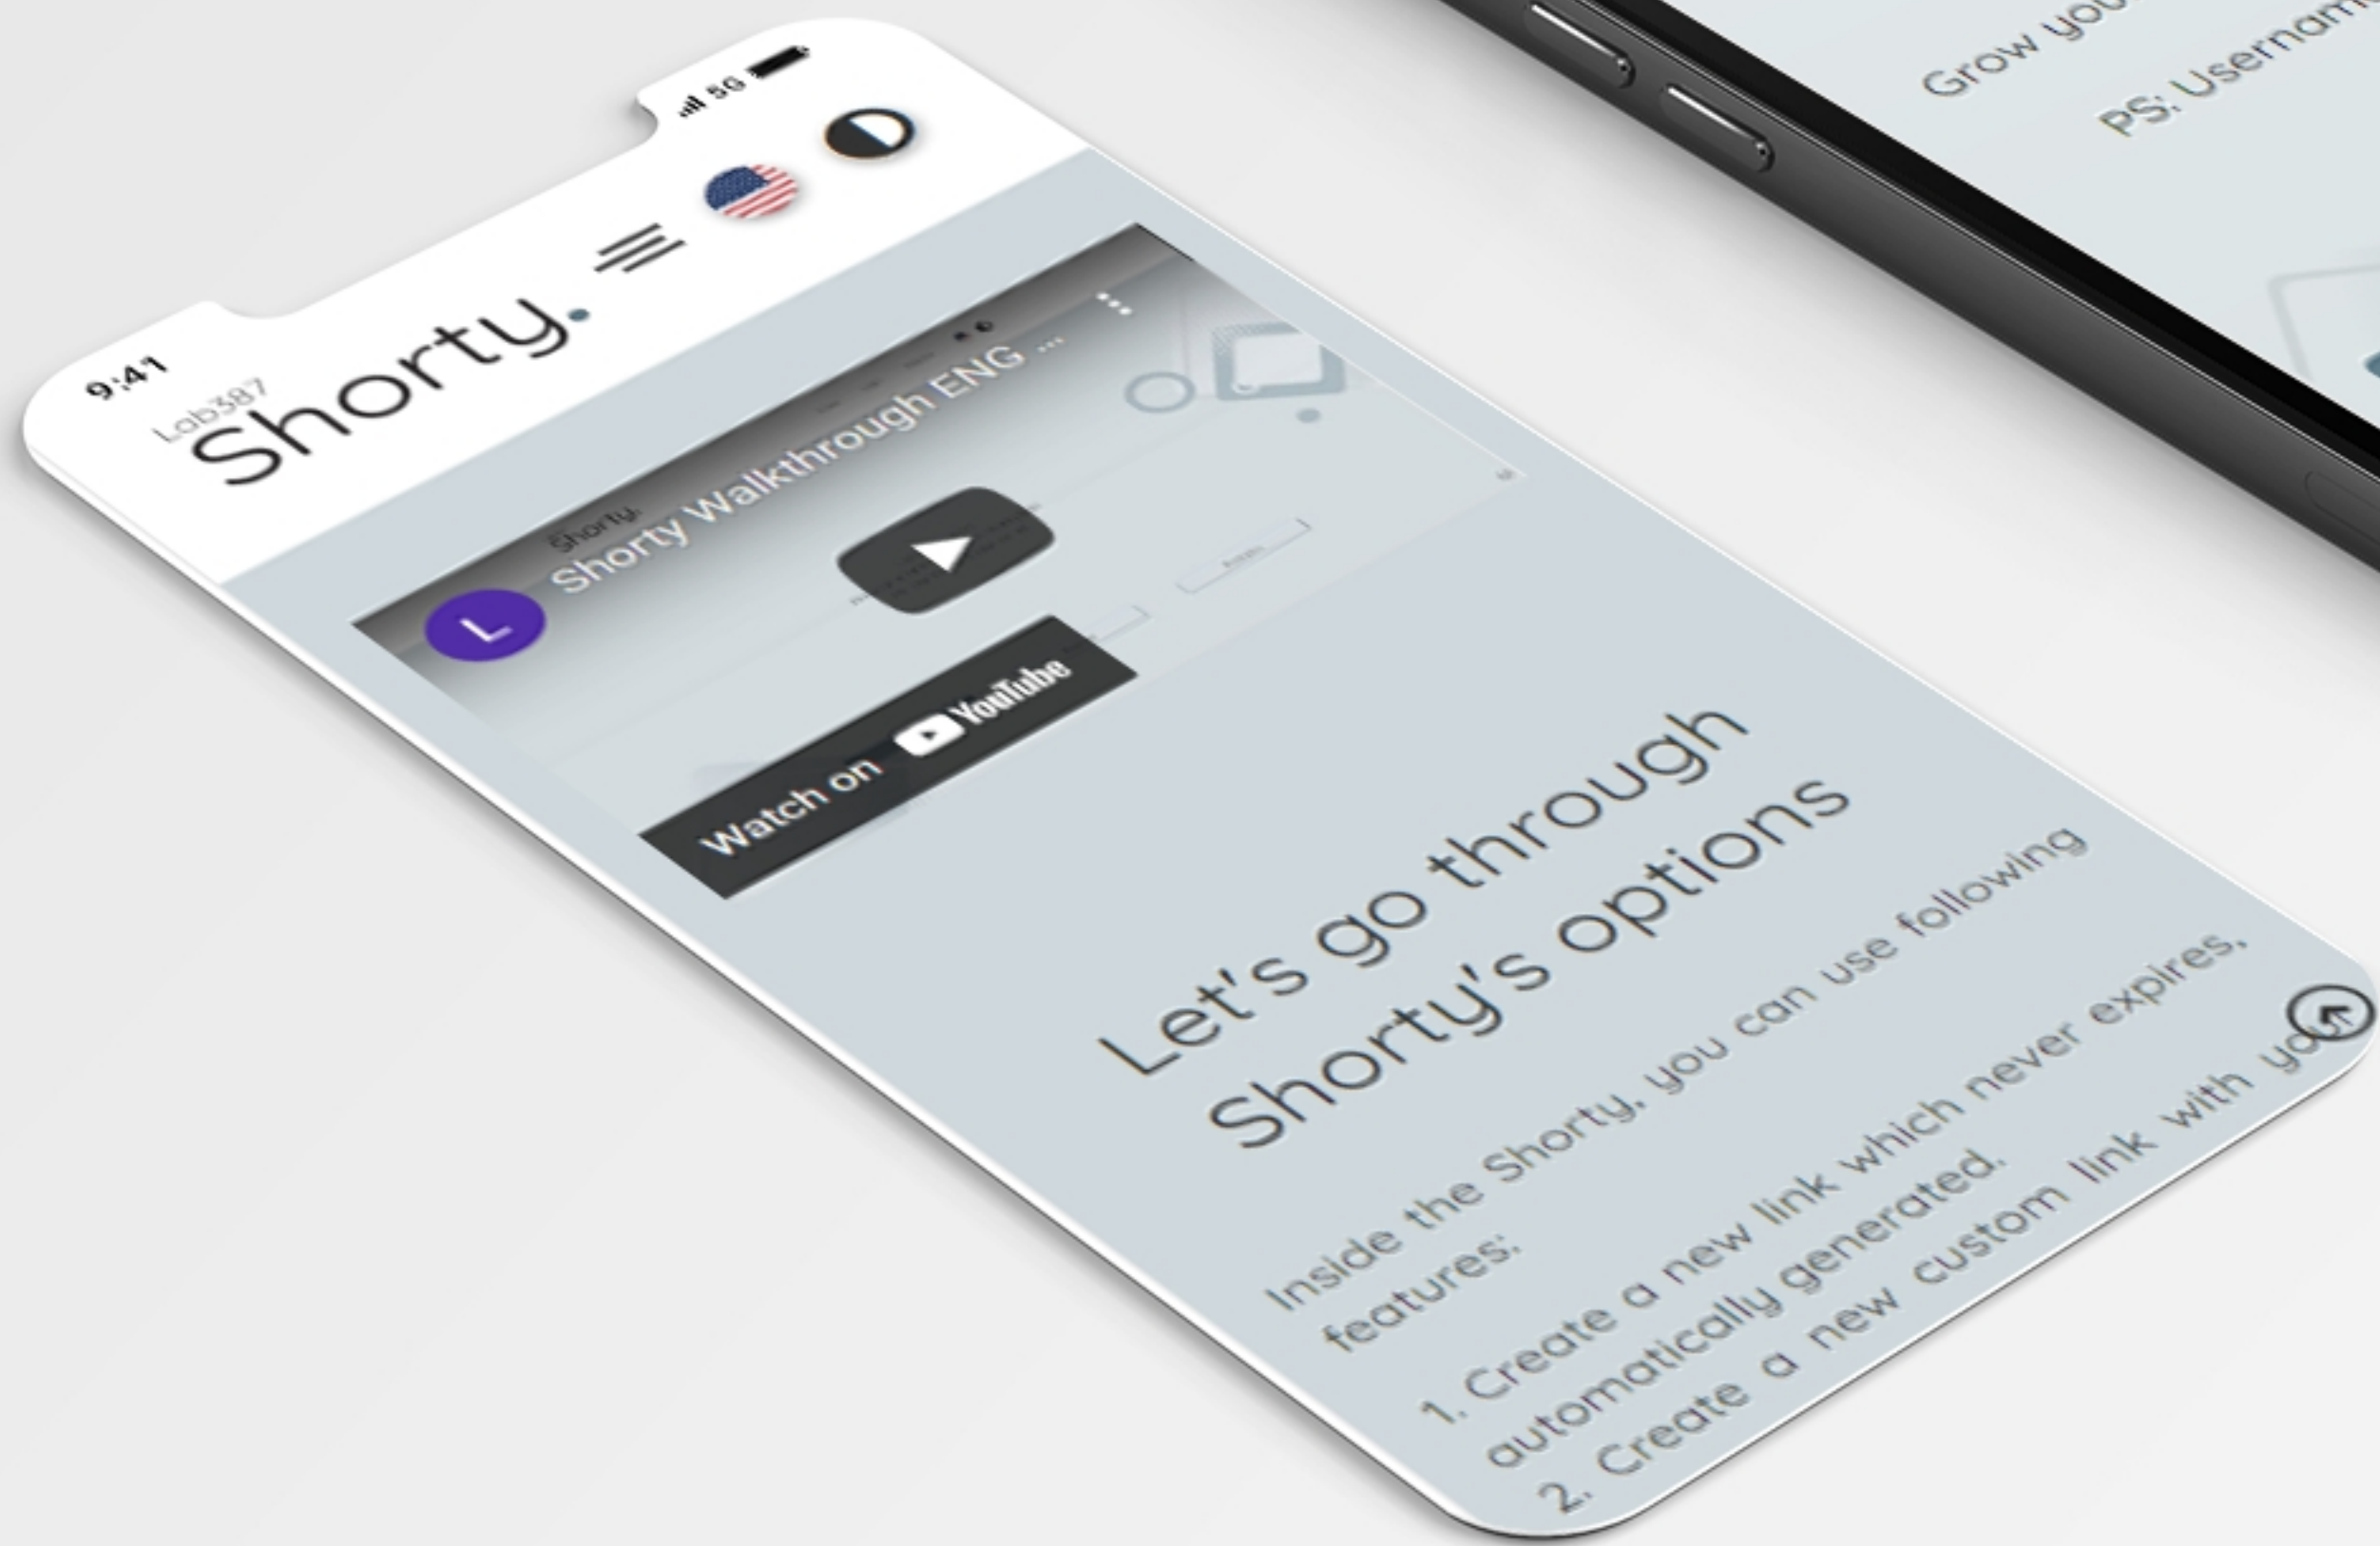 9:41
5G
Lab387
Shorty.
Shorty.
Shorty Walkthrough ENG ...
L
Watch on YouTube
Let's go through
Shorty's options
Inside the Shorty, you can use following
features:
1. Create a new link which never expires,
automatically generated.
2. Create a new custom link with your
Grow
PS: Username